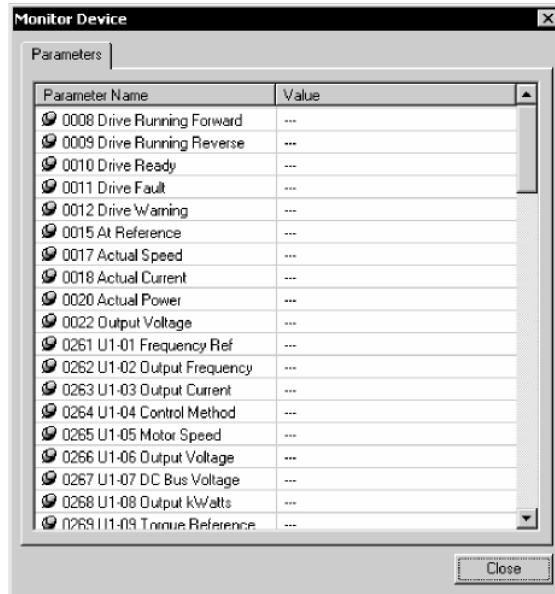 Monitor Device
Parameters
Parameter Name Value
0008 Drive Running Forward ---
0009 Drive Running Reverse ---
0010 Drive Ready ---
0011 Drive Fault ---
0012 Drive Warning ---
0015 At Reference ---
0017 Actual Speed ---
0018 Actual Current ---
0020 Actual Power ---
0022 Output Voltage ---
0261 U1-01 Frequency Ref ---
0262 U1-02 Output Frequency ---
0263 U1-03 Output Current ---
0264 U1-04 Control Method ---
0265 U1-05 Motor Speed ---
0266 U1-06 Output Voltage ---
0267 U1-07 DC Bus Voltage ---
0268 U1-08 Output kWatts ---
0269 U1-09 Torque Reference ---
Close